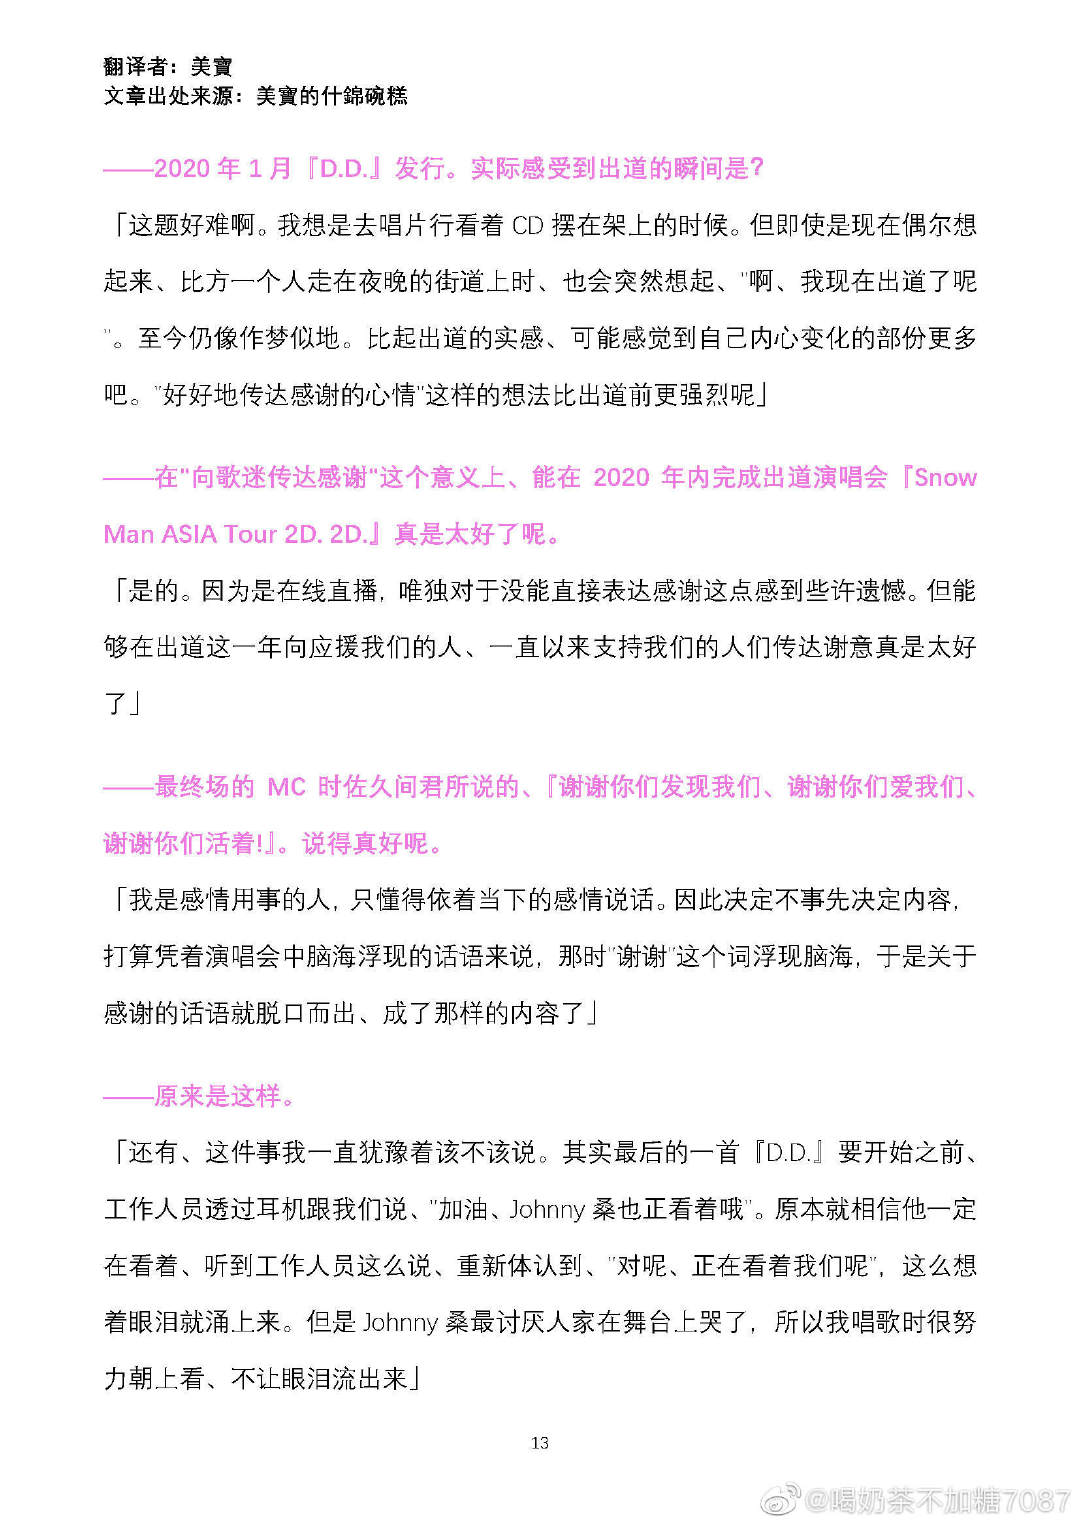 翻译者：美寶
文章出处来源：美寶的什錦碗糕
——2020 年 1 月『D.D.』发行。实际感受到出道的瞬间是？
「这题好难啊。我想是去唱片行看着 CD 摆在架上的时候。但即使是现在偶尔想
起来、比方一个人走在夜晚的街道上时、也会突然想起、"啊、我现在出道了呢
"。至今仍像作梦似地。比起出道的实感、可能感觉到自己内心变化的部份更多
吧。"好好地传达感谢的心情"这样的想法比出道前更强烈呢」
——在"向歌迷传达感谢"这个意义上、能在 2020 年内完成出道演唱会『Snow
Man ASIA Tour 2D. 2D.』真是太好了呢。
「是的。因为是在线直播，唯独对于没能直接表达感谢这点感到些许遗憾。但能
够在出道这一年向应援我们的人、一直以来支持我们的人们传达谢意真是太好
了」
——最终场的 MC 时佐久间君所说的、『谢谢你们发现我们、谢谢你们爱我们、
谢谢你们活着!』。说得真好呢。
「我是感情用事的人，只懂得依着当下的感情说话。因此决定不事先决定内容，
打算凭着演唱会中脑海浮现的话语来说，那时"谢谢"这个词浮现脑海，于是关于
感谢的话语就脱口而出、成了那样的内容了」
——原来是这样。
「还有、这件事我一直犹豫着该不该说。其实最后的一首『D.D.』要开始之前、
工作人员透过耳机跟我们说、"加油、Johnny 桑也正看着哦"。原本就相信他一定
在看着、听到工作人员这么说、重新体认到、"对呢、正在看着我们呢"，这么想
着眼泪就涌上来。但是 Johnny 桑最讨厌人家在舞台上哭了，所以我唱歌时很努
力朝上看、不让眼泪流出来」
13
@喝奶茶不加糖7087